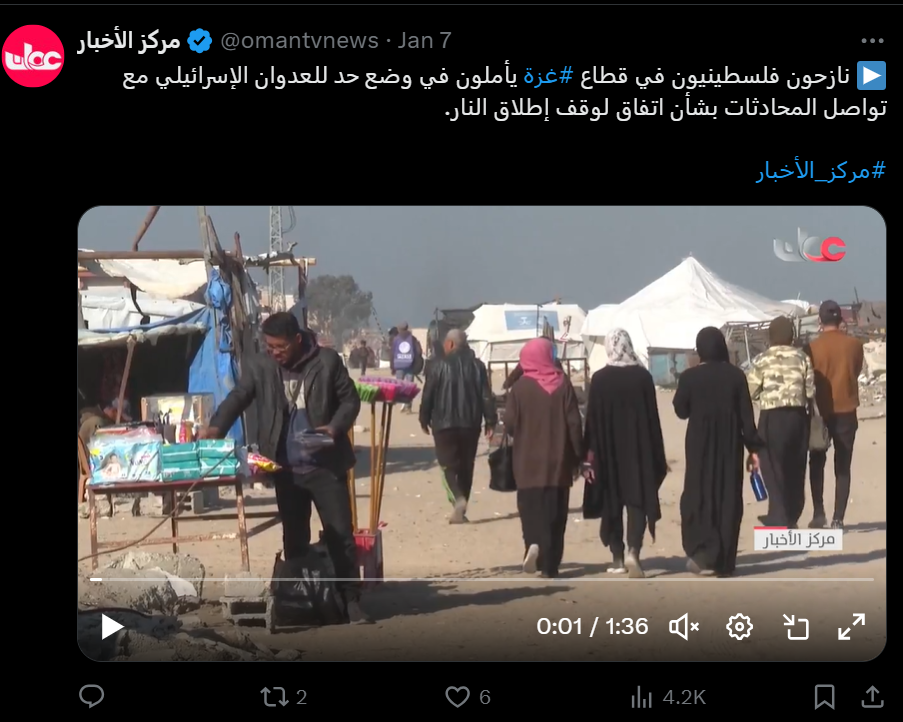 مركز الأخبار @omantvnews · Jan 7
نازحون فلسطينيون في قطاع #غزة يأملون في وضع حد للعدوان الإسرائيلي مع
تواصل المحادثات بشأن اتفاق لوقف إطلاق النار.
#مركز_الأخبار
مركز الأخبار
0:01 / 1:36
2
6
4.2K